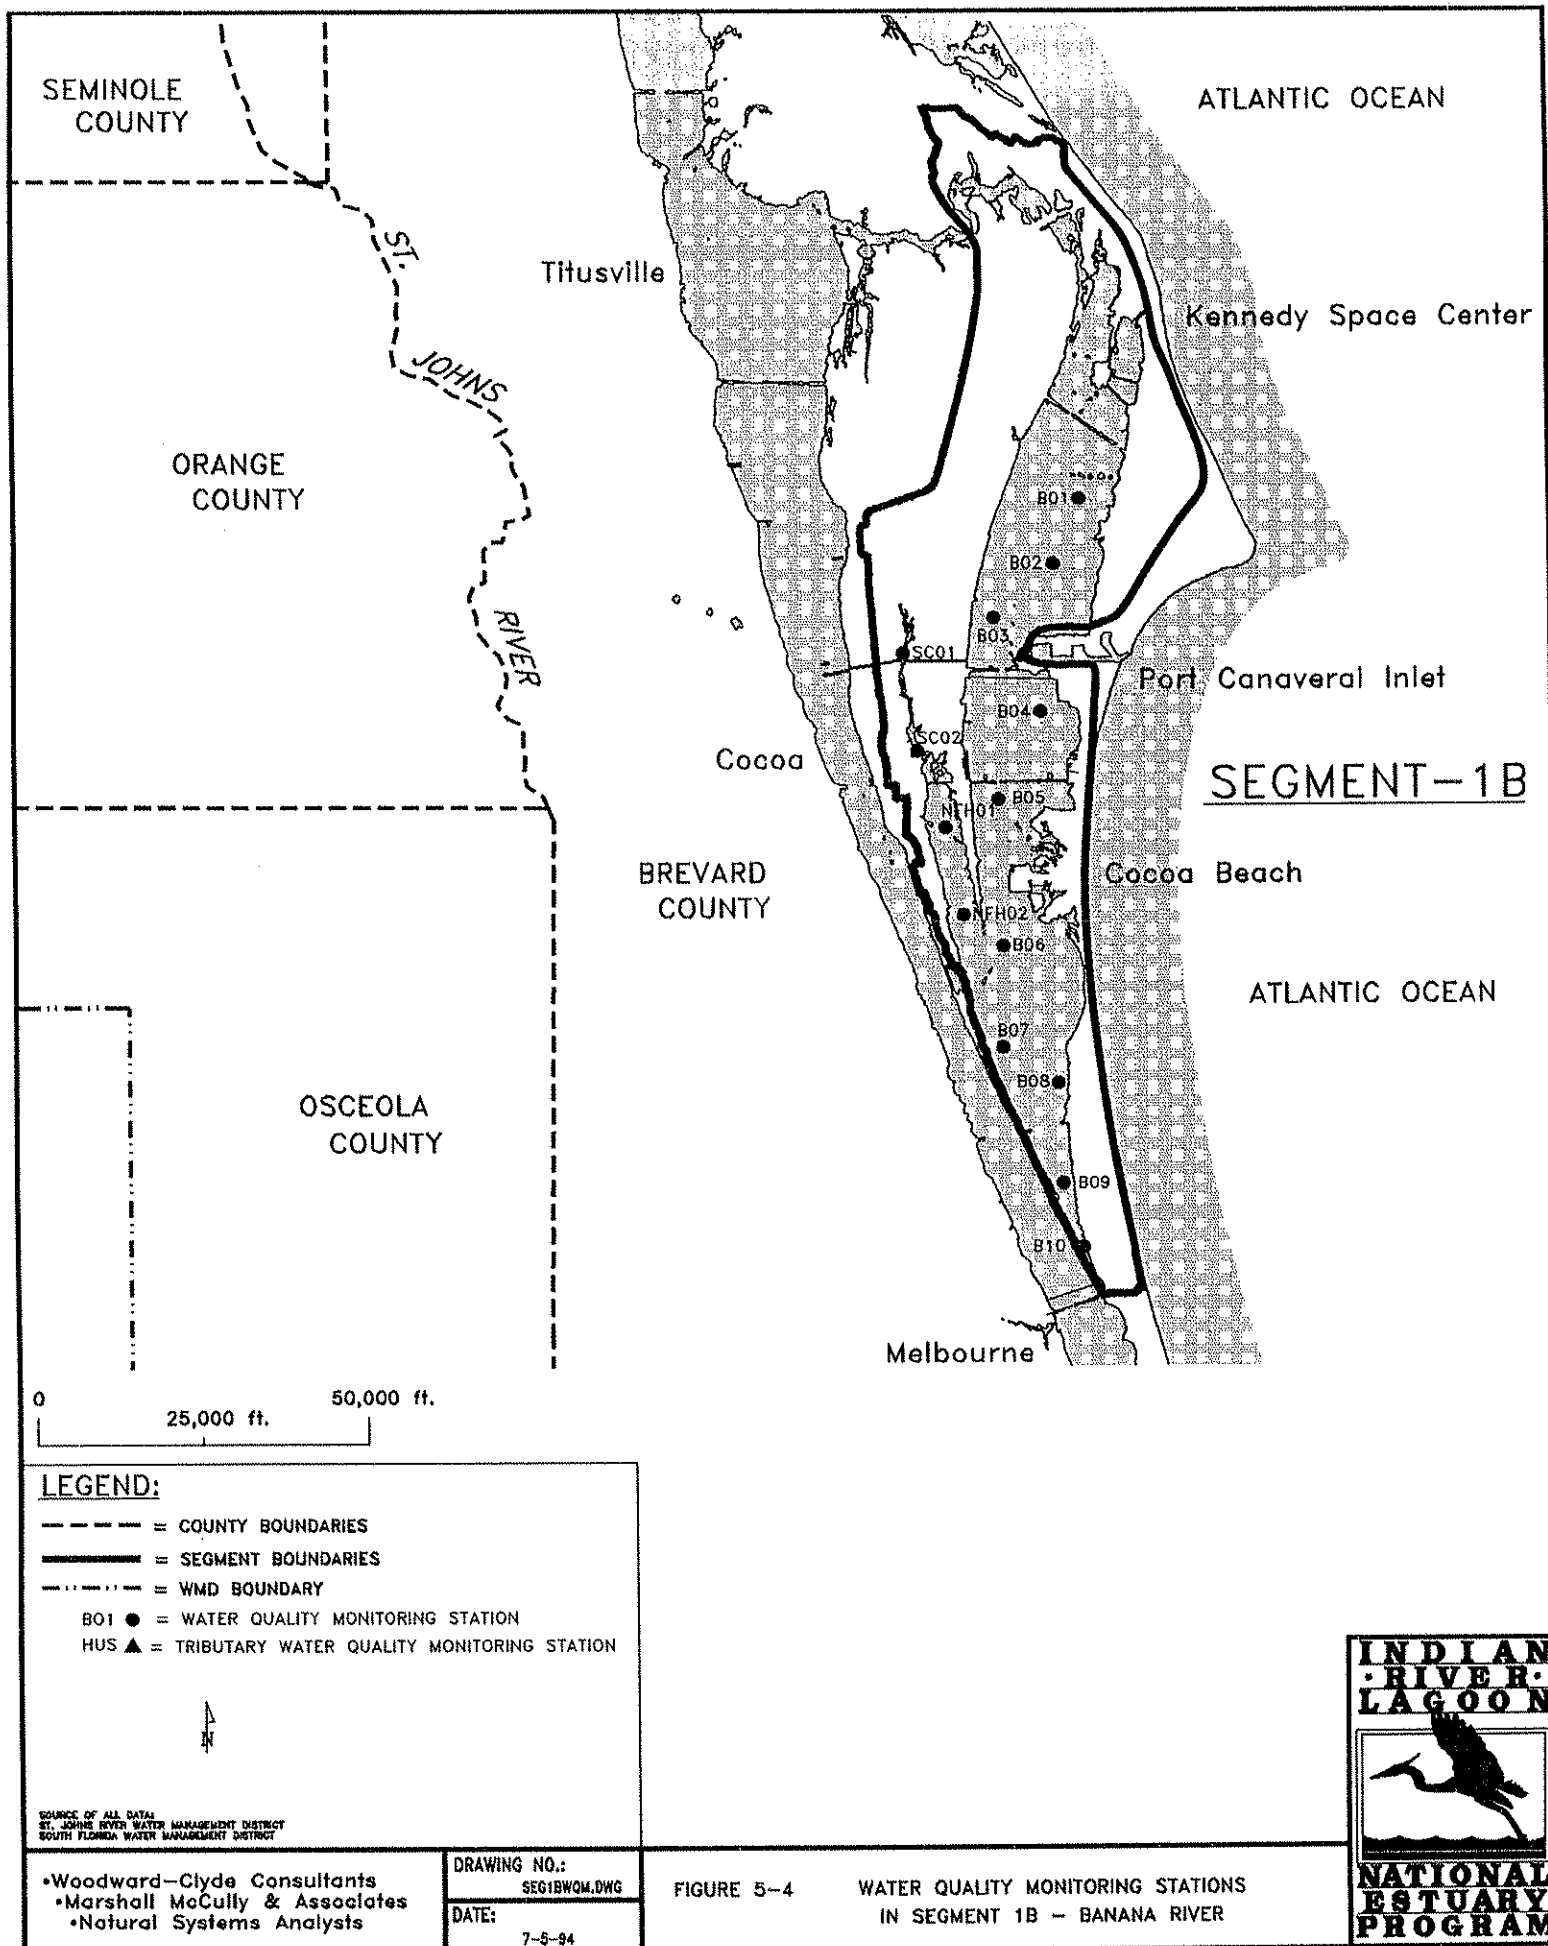 SEMINOLE
COUNTY
ATLANTIC OCEAN
ST.
JOHNS
RIVER
Titusville
Kennedy Space Center
ORANGE
COUNTY
B01
B02
B03
SC01
Port Canaveral Inlet
B04
SC02
Cocoa
SEGMENT-1B
B05
NFH01
BREVARD
COUNTY
Cocoa Beach
NFH02
B06
ATLANTIC OCEAN
B07
B08
OSCEOLA
COUNTY
B09
B10
Melbourne
0
25,000 ft.
50,000 ft.
LEGEND:
= COUNTY BOUNDARIES
= SEGMENT BOUNDARIES
= WMD BOUNDARY
BO1 ● = WATER QUALITY MONITORING STATION
HUS ▲ = TRIBUTARY WATER QUALITY MONITORING STATION
N
SOURCE OF ALL DATA:
ST. JOHNS RIVER WATER MANAGEMENT DISTRICT
SOUTH FLORIDA WATER MANAGEMENT DISTRICT
•Woodward-Clyde Consultants
•Marshall McCully & Associates
•Natural Systems Analysts
DRAWING NO.:
SEG1BWQM.DWG
DATE:
7-5-94
FIGURE 5-4
WATER QUALITY MONITORING STATIONS
IN SEGMENT 1B - BANANA RIVER
INDIAN
·RIVER·
LAGOON
NATIONAL
ESTUARY
PROGRAM